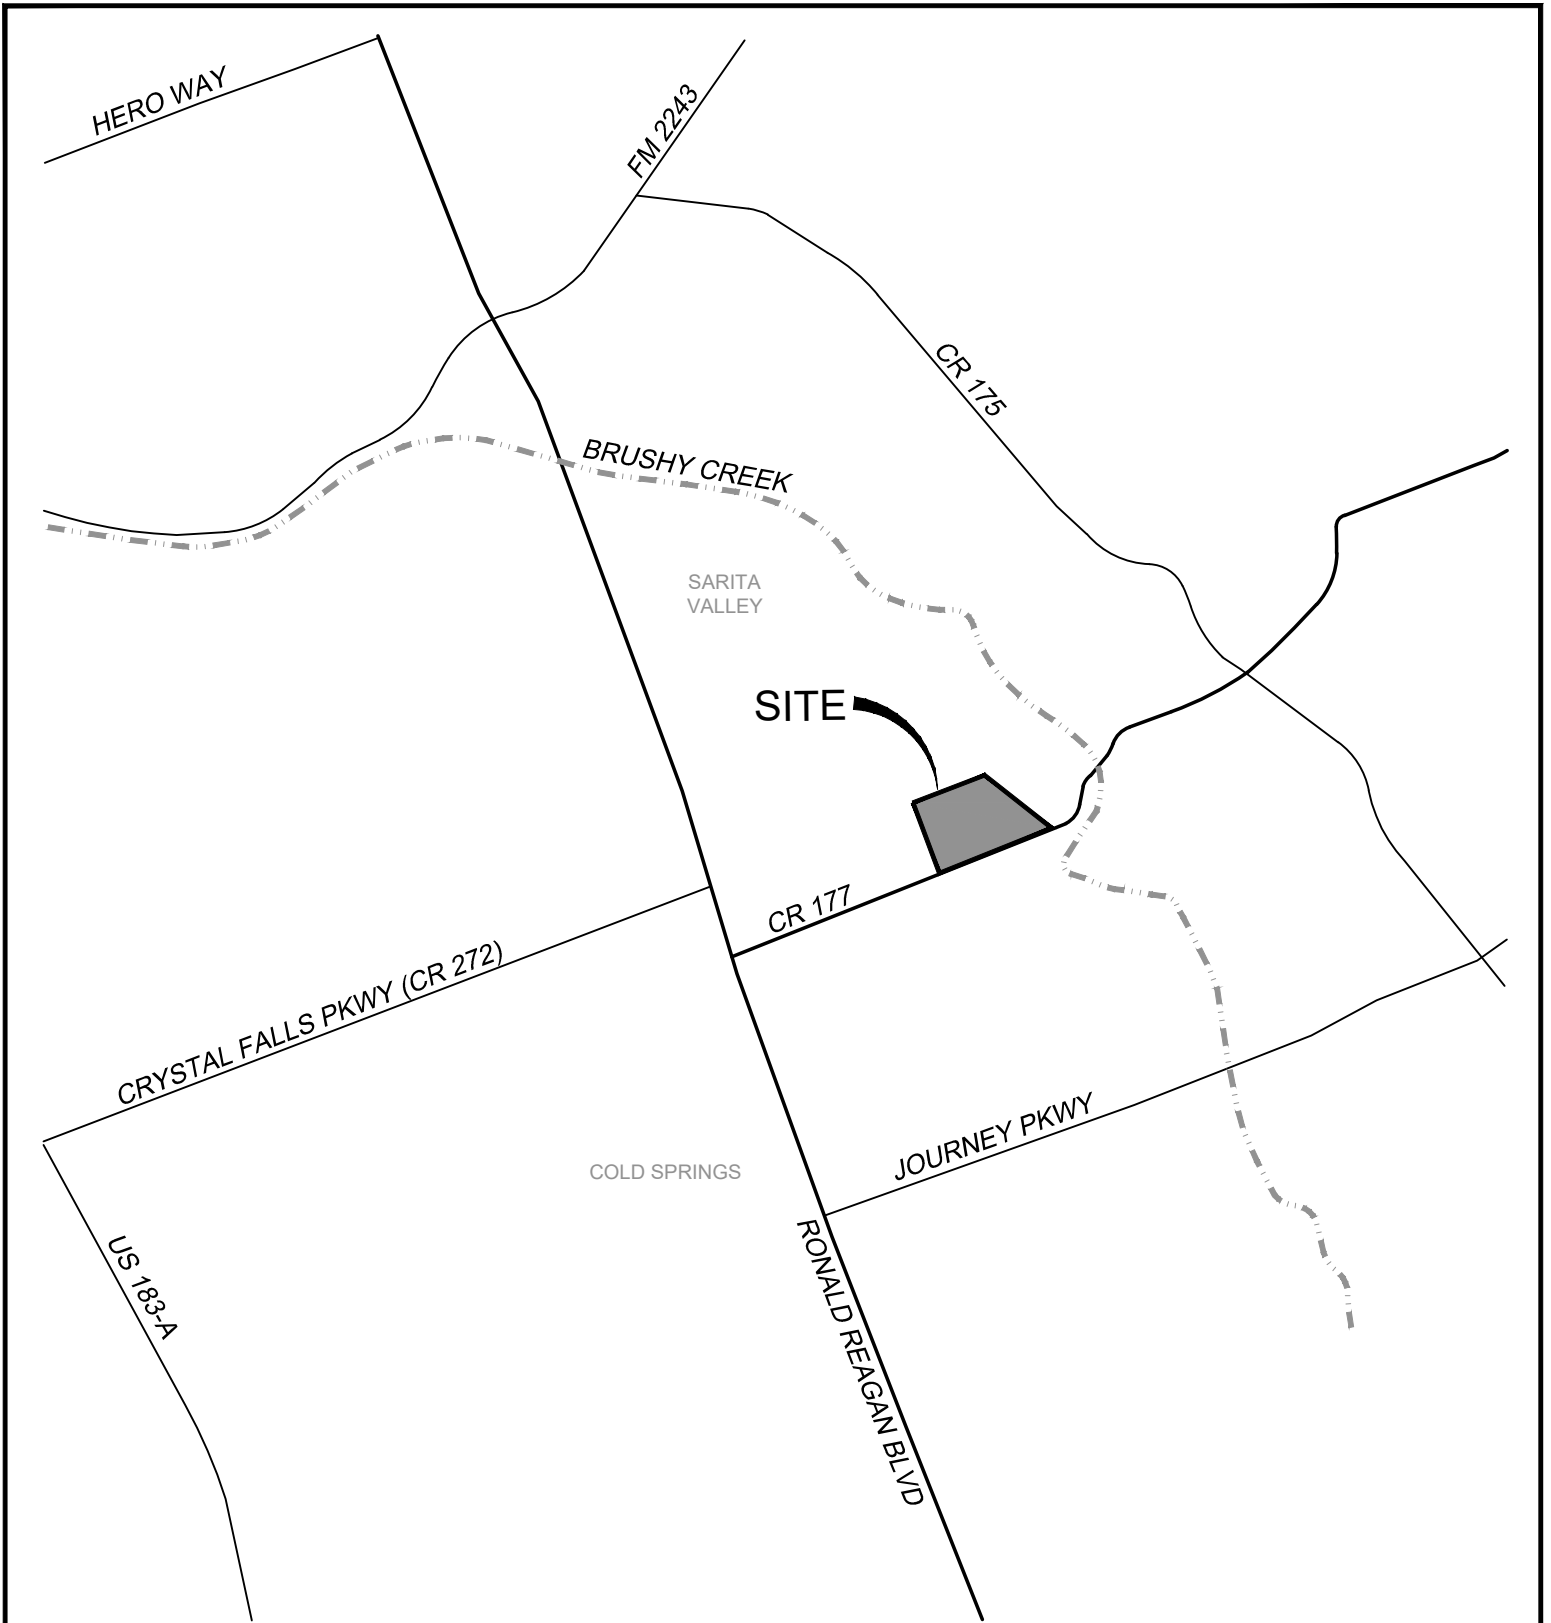 HERO WAY
FM 2243
CR 175
BRUSHY CREEK
SARITA
VALLEY
SITE
CR 177
CRYSTAL FALLS PKWY (CR 272)
JOURNEY PKWY
COLD SPRINGS
US 183-A
RONALD REAGAN BLVD